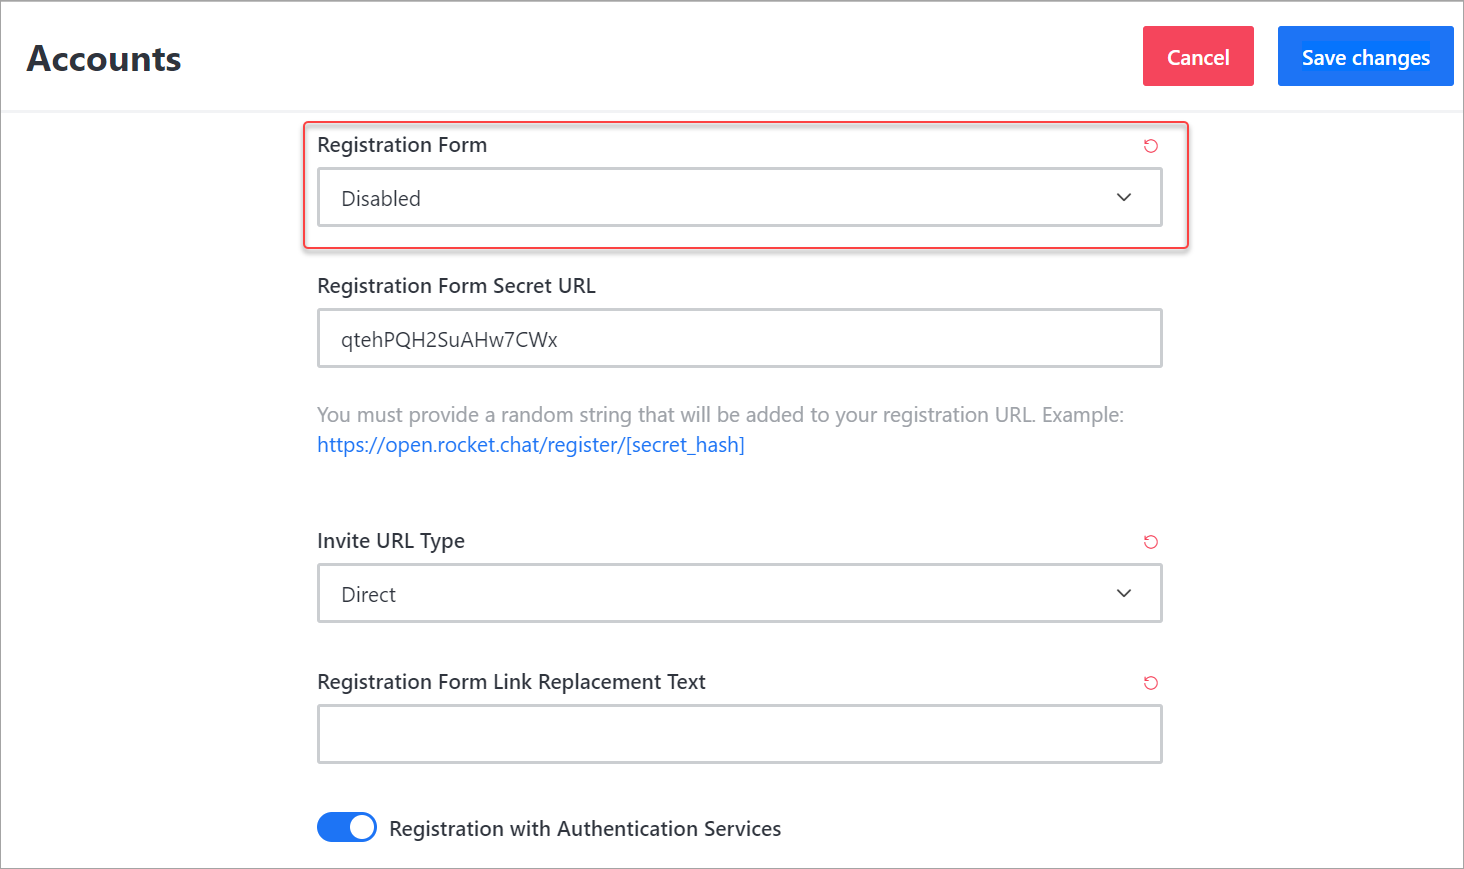 Accounts
Cancel
Save changes
Registration Form
Disabled
Registration Form Secret URL
qtehPQH2SuAHw7CWx
You must provide a random string that will be added to your registration URL. Example:
https://open.rocket.chat/register/[secret_hash]
Invite URL Type
Direct
Registration Form Link Replacement Text
Registration with Authentication Services